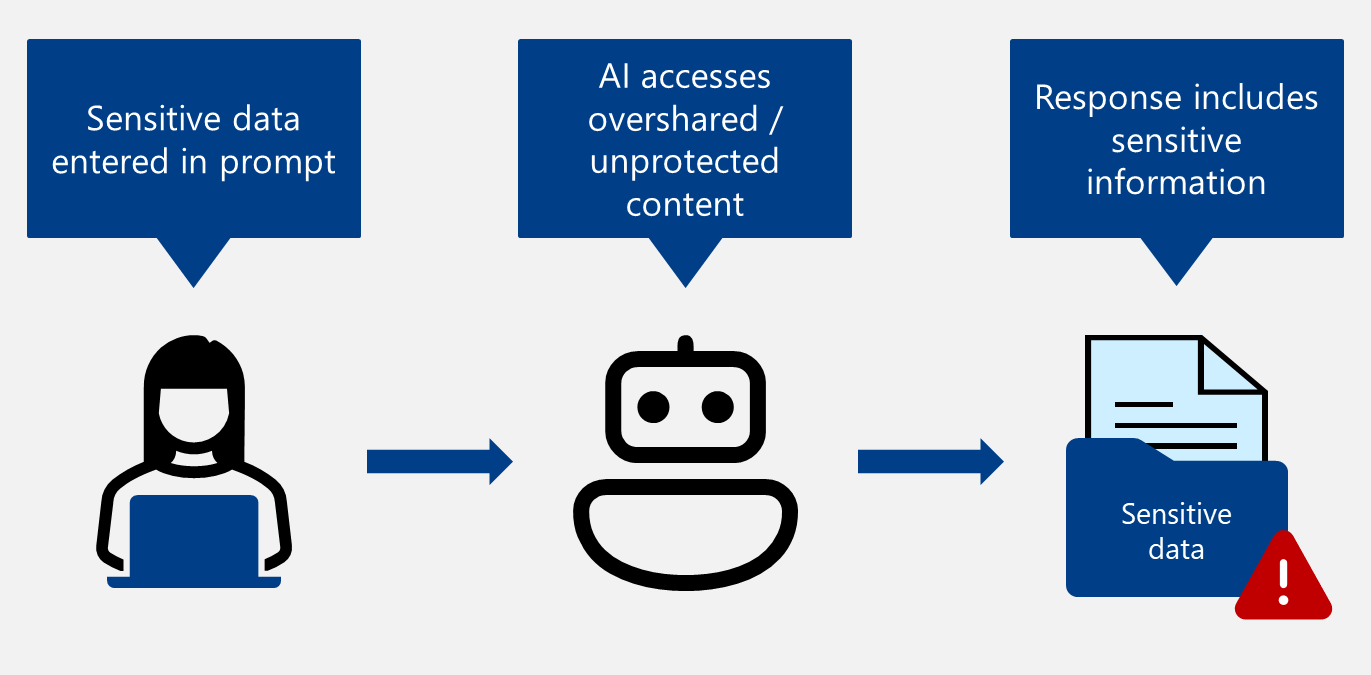 Sensitive data
entered in prompt
AI accesses
overshared /
unprotected
content
Response includes
sensitive
information
Sensitive
data